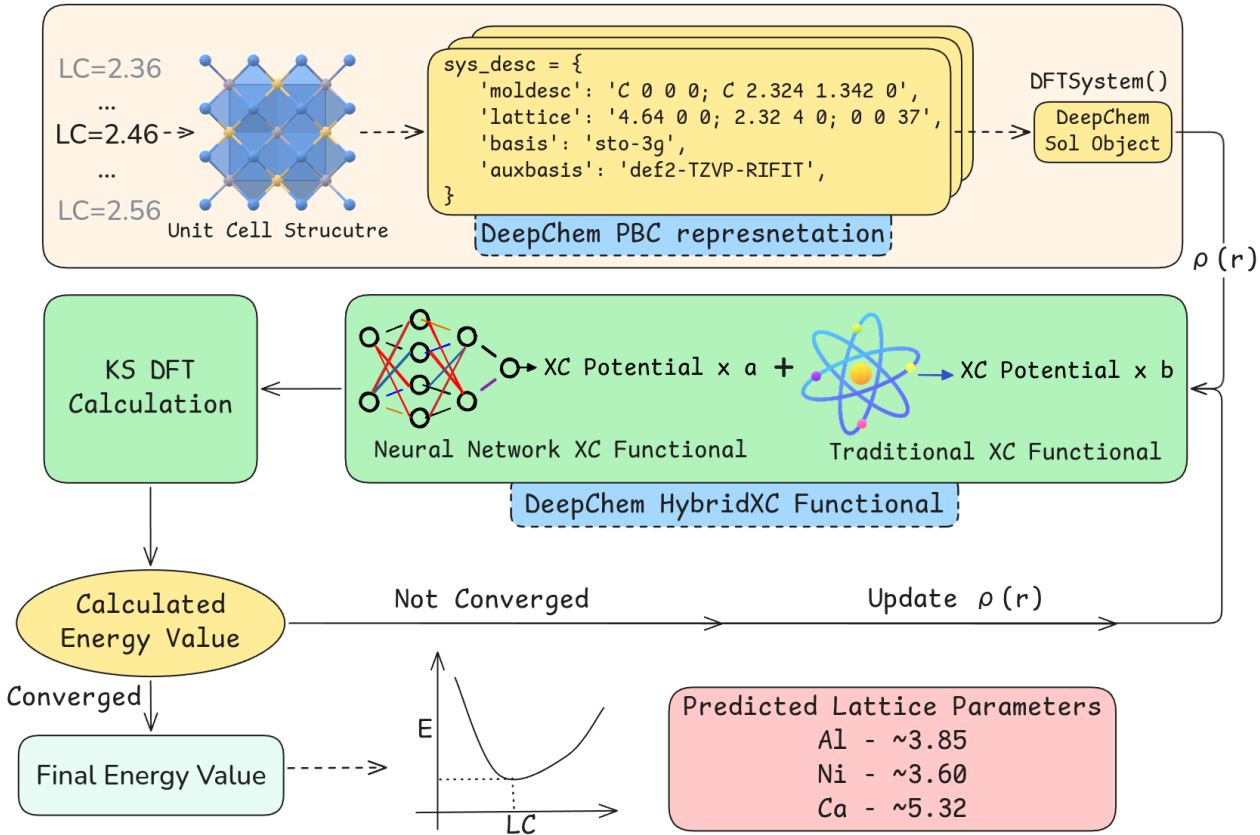 LC=2.36
...
LC=2.46
...
LC=2.56
Unit Cell Strucutre
sys_desc = {
'moldesc': 'C 0 0 0; C 2.324 1.342 0',
'lattice': '4.64 0 0; 2.32 4 0; 0 0 37',
'basis': 'sto-3g',
'auxbasis': 'def2-TZVP-RIFIT',
}
DeepChem PBC represnetation
DFTSystem()
DeepChem
Sol Object
ρ(r)
KS DFT
Calculation
XC Potential x a + XC Potential x b
Neural Network XC Functional
Traditional XC Functional
DeepChem HybridXC Functional
Calculated
Energy Value
Not Converged
Update ρ(r)
Converged
Final Energy Value
E
LC
Predicted Lattice Parameters
Al - ~3.85
Ni - ~3.60
Ca - ~5.32